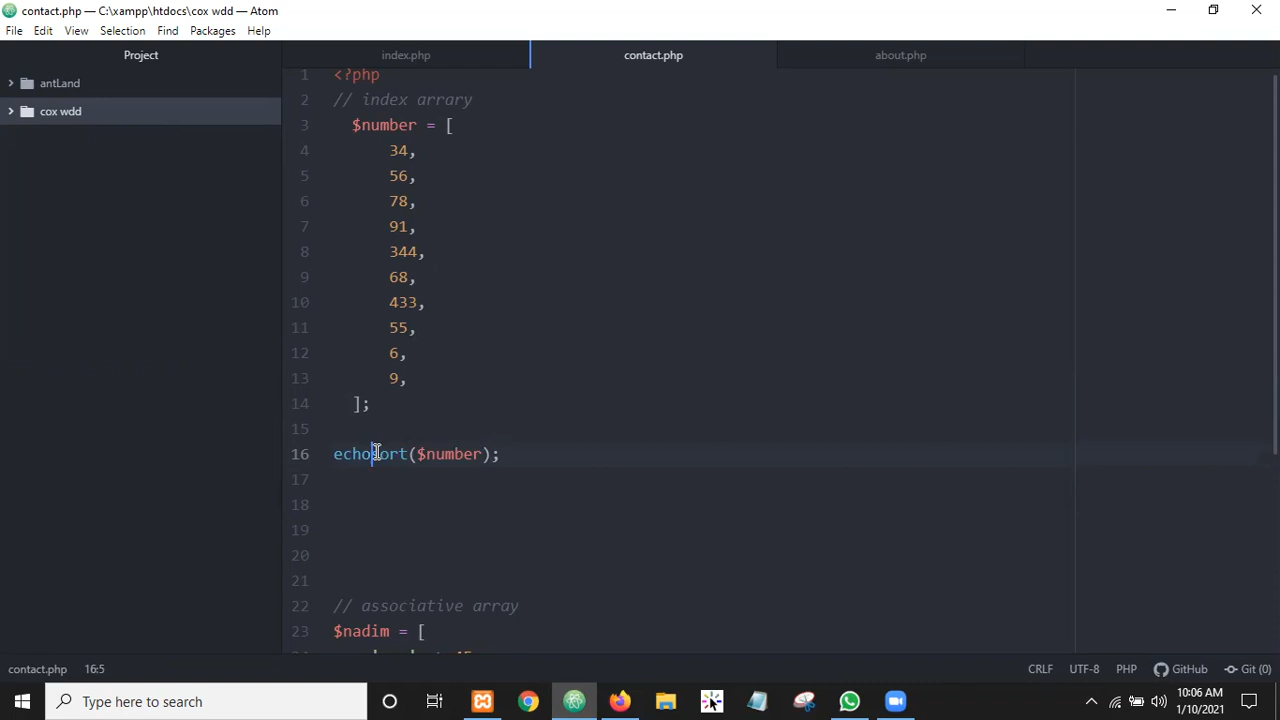 contact.php — C:\xampp\htdocs\cox wdd — Atom
File Edit View Selection Find Packages Help
Project
index.php contact.php about.php
antLand
cox wdd
1 <?php
2 // index arrary
3 $number = [
4 34,
5 56,
6 78,
7 91,
8 344,
9 68,
10 433,
11 55,
12 6,
13 9,
14 ];
15
16 echosort($number);
17
18
19
20
21
22 // associative array
23 $nadim = [
contact.php 16:5 CRLF UTF-8 PHP GitHub Git (0)
Type here to search
10:06 AM
1/10/2021